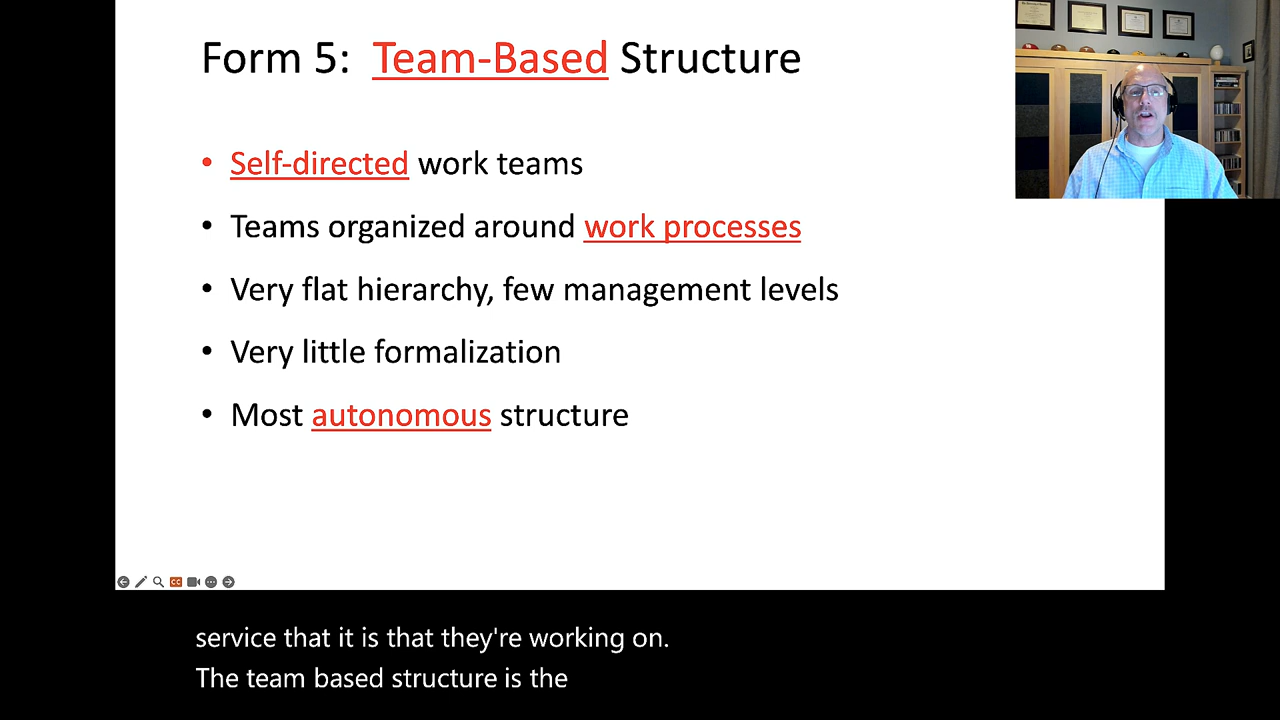 Form 5: Team-Based Structure
• Self-directed work teams
• Teams organized around work processes
• Very flat hierarchy, few management levels
• Very little formalization
• Most autonomous structure
CC
service that it is that they're working on.
The team based structure is the